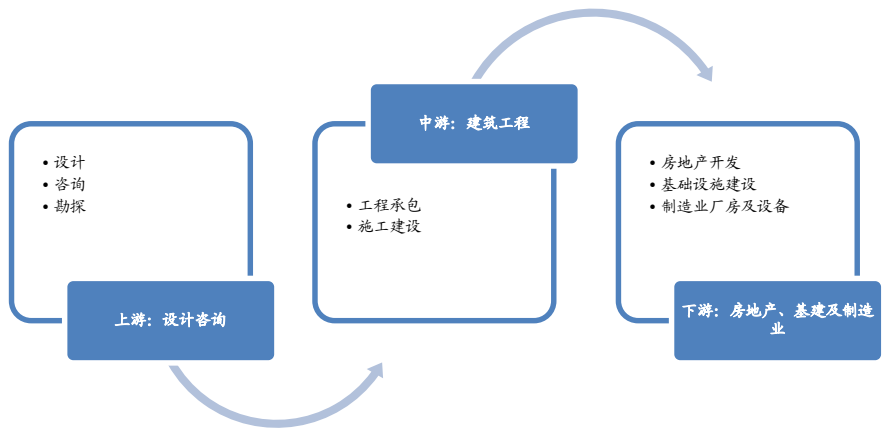 • 设计
• 咨询
• 勘探
上游：设计咨询
中游：建筑工程
• 工程承包
• 施工建设
• 房地产开发
• 基础设施建设
• 制造业厂房及设备
下游：房地产、基建及制造
业